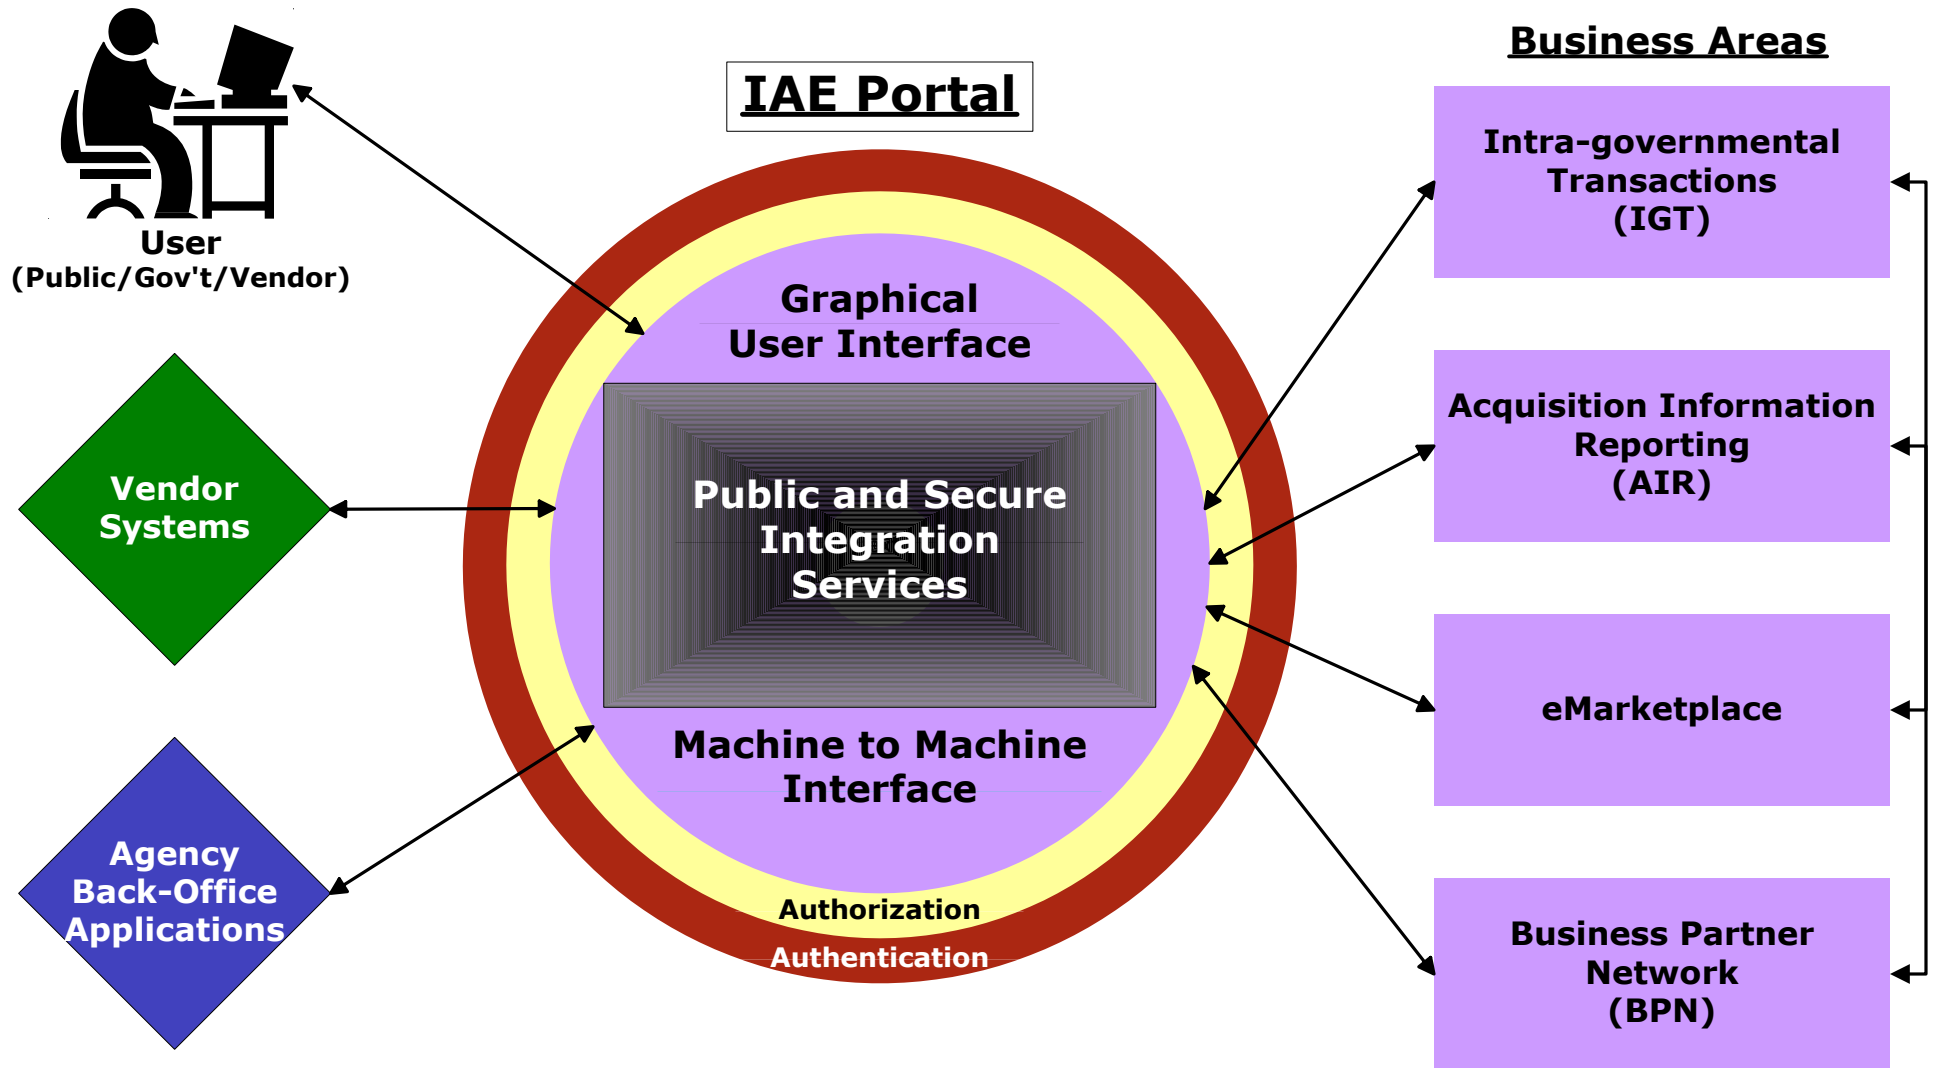 IAE Portal
Business Areas
User
(Public/Gov't/Vendor)
Vendor
Systems
Agency
Back-Office
Applications
Graphical
User Interface
Public and Secure
Integration
Services
Machine to Machine
Interface
Authorization
Authentication
Intra-governmental
Transactions
(IGT)
Acquisition Information
Reporting
(AIR)
eMarketplace
Business Partner
Network
(BPN)